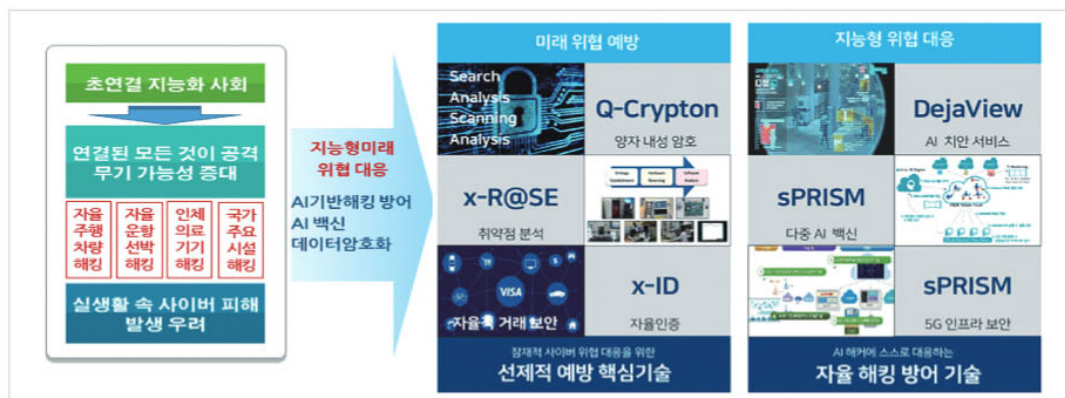 초연결 지능화 사회
연결된 모든 것이 공격
무기 가능성 증대
자율
주행
차량
해킹
자율
운항
선박
해킹
인체
의료
기기
해킹
국가
주요
시설
해킹
실생활 속 사이버 피해
발생 우려
지능형미래
위협 대응
AI기반해킹 방어
AI 백신
데이터암호화
미래 위협 예방
Search
Analysis
Scanning
Analysis
Q-Crypton
양자 내성 암호
x-R@SE
취약점 분석
VISA
자율적 거래 보안
x-ID
자율인증
잠재적 사이버 위협 대응을 위한
선제적 예방 핵심기술
지능형 위협 대응
DejaView
AI 치안 서비스
sPRISM
다중 AI 백신
sPRISM
5G 인프라 보안
AI 해커에 스스로 대응하는
자율 해킹 방어 기술